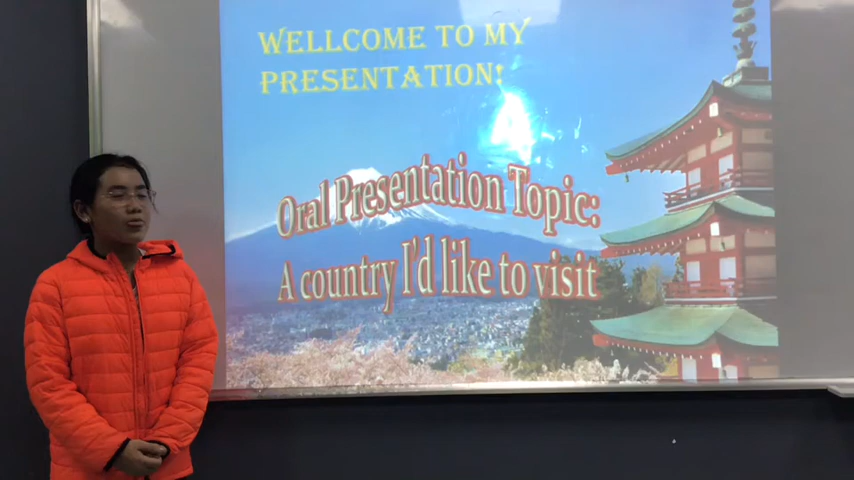 Wellcome to my
presentation!
Oral Presentation Topic:
A country I'd like to visit